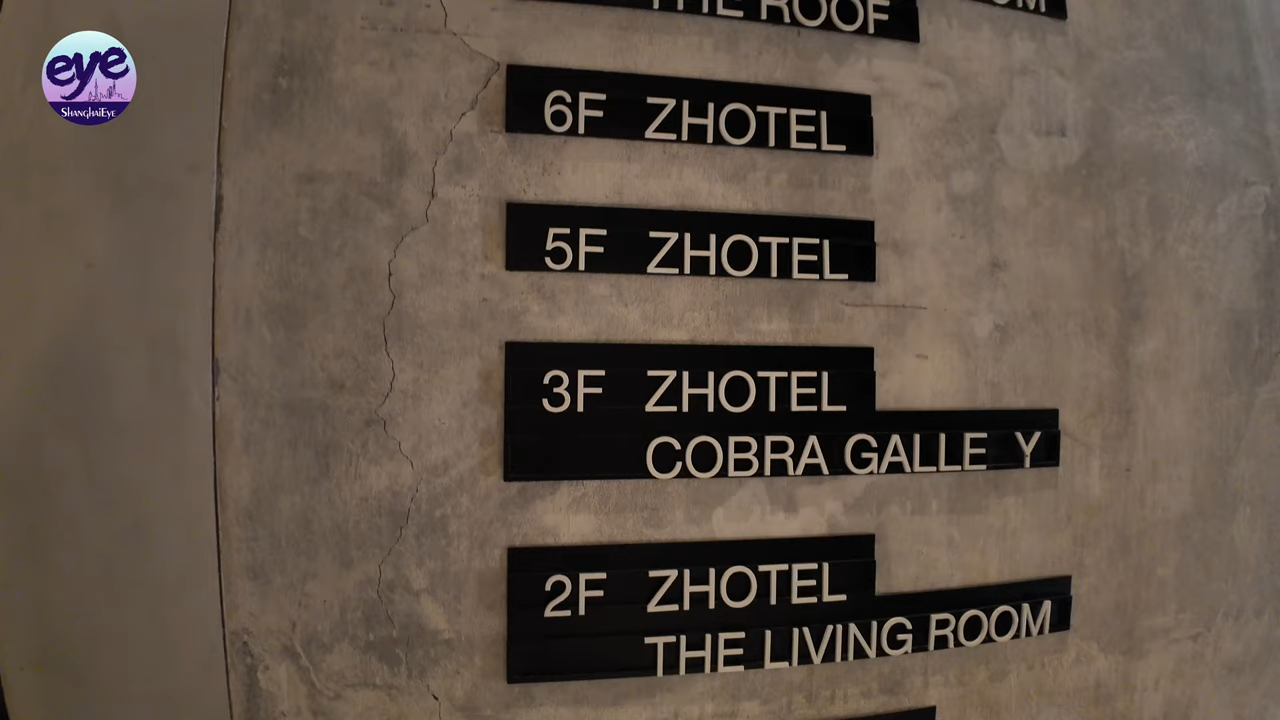 eye
SHANGHAIEYE
THE ROOF
6F ZHOTEL
5F ZHOTEL
3F ZHOTEL
COBRA GALLE Y
2F ZHOTEL
THE LIVING ROOM